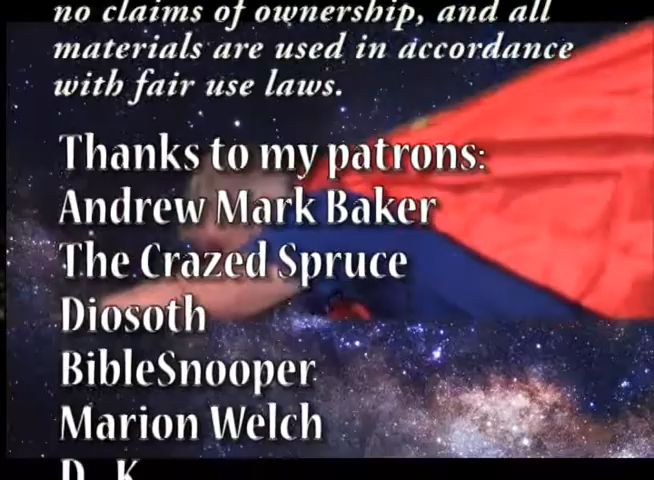 no claims of ownership, and all
materials are used in accordance
with fair use laws.
Thanks to my patrons:
Andrew Mark Baker
The Crazed Spruce
Diosoth
BibleSnooper
Marion Welch